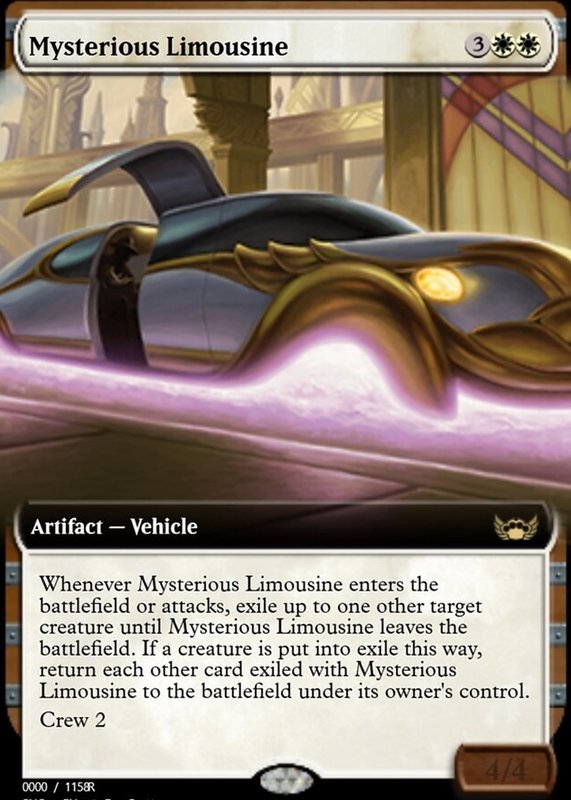 Mysterious Limousine
3
Artifact — Vehicle
Whenever Mysterious Limousine enters the
battlefield or attacks, exile up to one other target
creature until Mysterious Limousine leaves the
battlefield. If a creature is put into exile this way,
return each other card exiled with Mysterious
Limousine to the battlefield under its owner's control.
Crew 2
4/4
0000 / 1158R